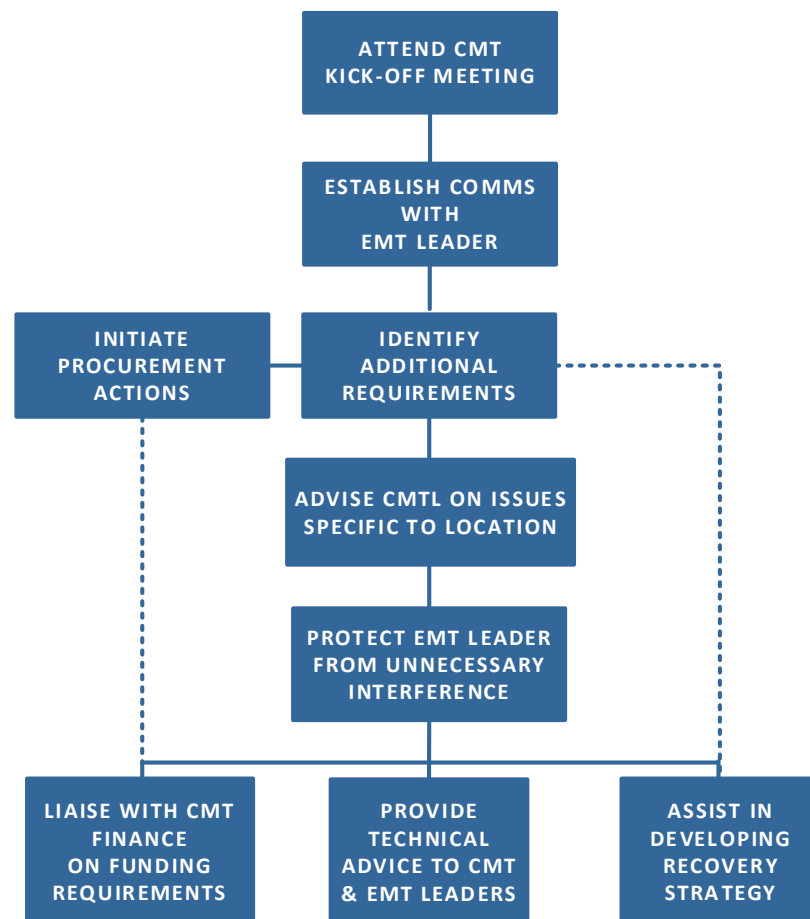 ATTEND CMT
KICK-OFF MEETING
ESTABLISH COMMS
WITH
EMT LEADER
INITIATE
PROCUREMENT
ACTIONS
IDENTIFY
ADDITIONAL
REQUIREMENTS
ADVISE CMTL ON ISSUES
SPECIFIC TO LOCATION
PROTECT EMT LEADER
FROM UNNECESSARY
INTERFERENCE
LIAISE WITH CMT
FINANCE
ON FUNDING
REQUIREMENTS
PROVIDE
TECHNICAL
ADVICE TO CMT
& EMT LEADERS
ASSIST IN
DEVELOPING
RECOVERY
STRATEGY